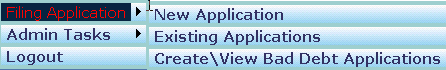 Filing Application
New Application
Admin Tasks
Existing Applications
Logout
Create\View Bad Debt Applications